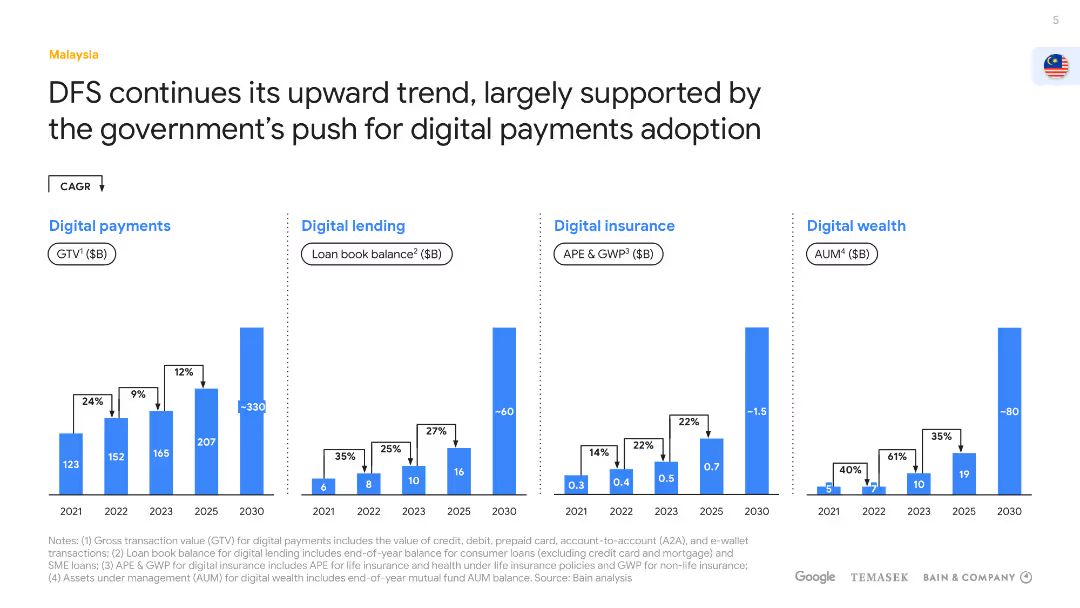 5
Malaysia
DFS continues its upward trend, largely supported by
the government's push for digital payments adoption
CAGR
Digital payments
GTV¹ ($B)
24%
9%
12%
123
152
165
207
~330
2021 2022 2023 2025 2030
Digital lending
Loan book balance² ($B)
35%
25%
27%
6
8
10
16
~60
2021 2022 2023 2025 2030
Digital insurance
APE & GWP³ ($B)
14%
22%
22%
0.3
0.4
0.5
0.7
~1.5
2021 2022 2023 2025 2030
Digital wealth
AUM⁴ ($B)
40%
61%
35%
5
7
10
19
~80
2021 2022 2023 2025 2030
Notes: (1) Gross transaction value (GTV) for digital payments includes the value of credit, debit, prepaid card, account-to-account (A2A), and e-wallet
transactions; (2) Loan book balance for digital lending includes end-of-year balance for consumer loans (excluding credit card and mortgage) and
SME loans; (3) APE & GWP for digital insurance includes APE for life insurance and health under life insurance policies and GWP for non-life insurance;
(4) Assets under management (AUM) for digital wealth includes end-of-year mutual fund AUM balance. Source: Bain analysis
Google TEMASEK BAIN & COMPANY